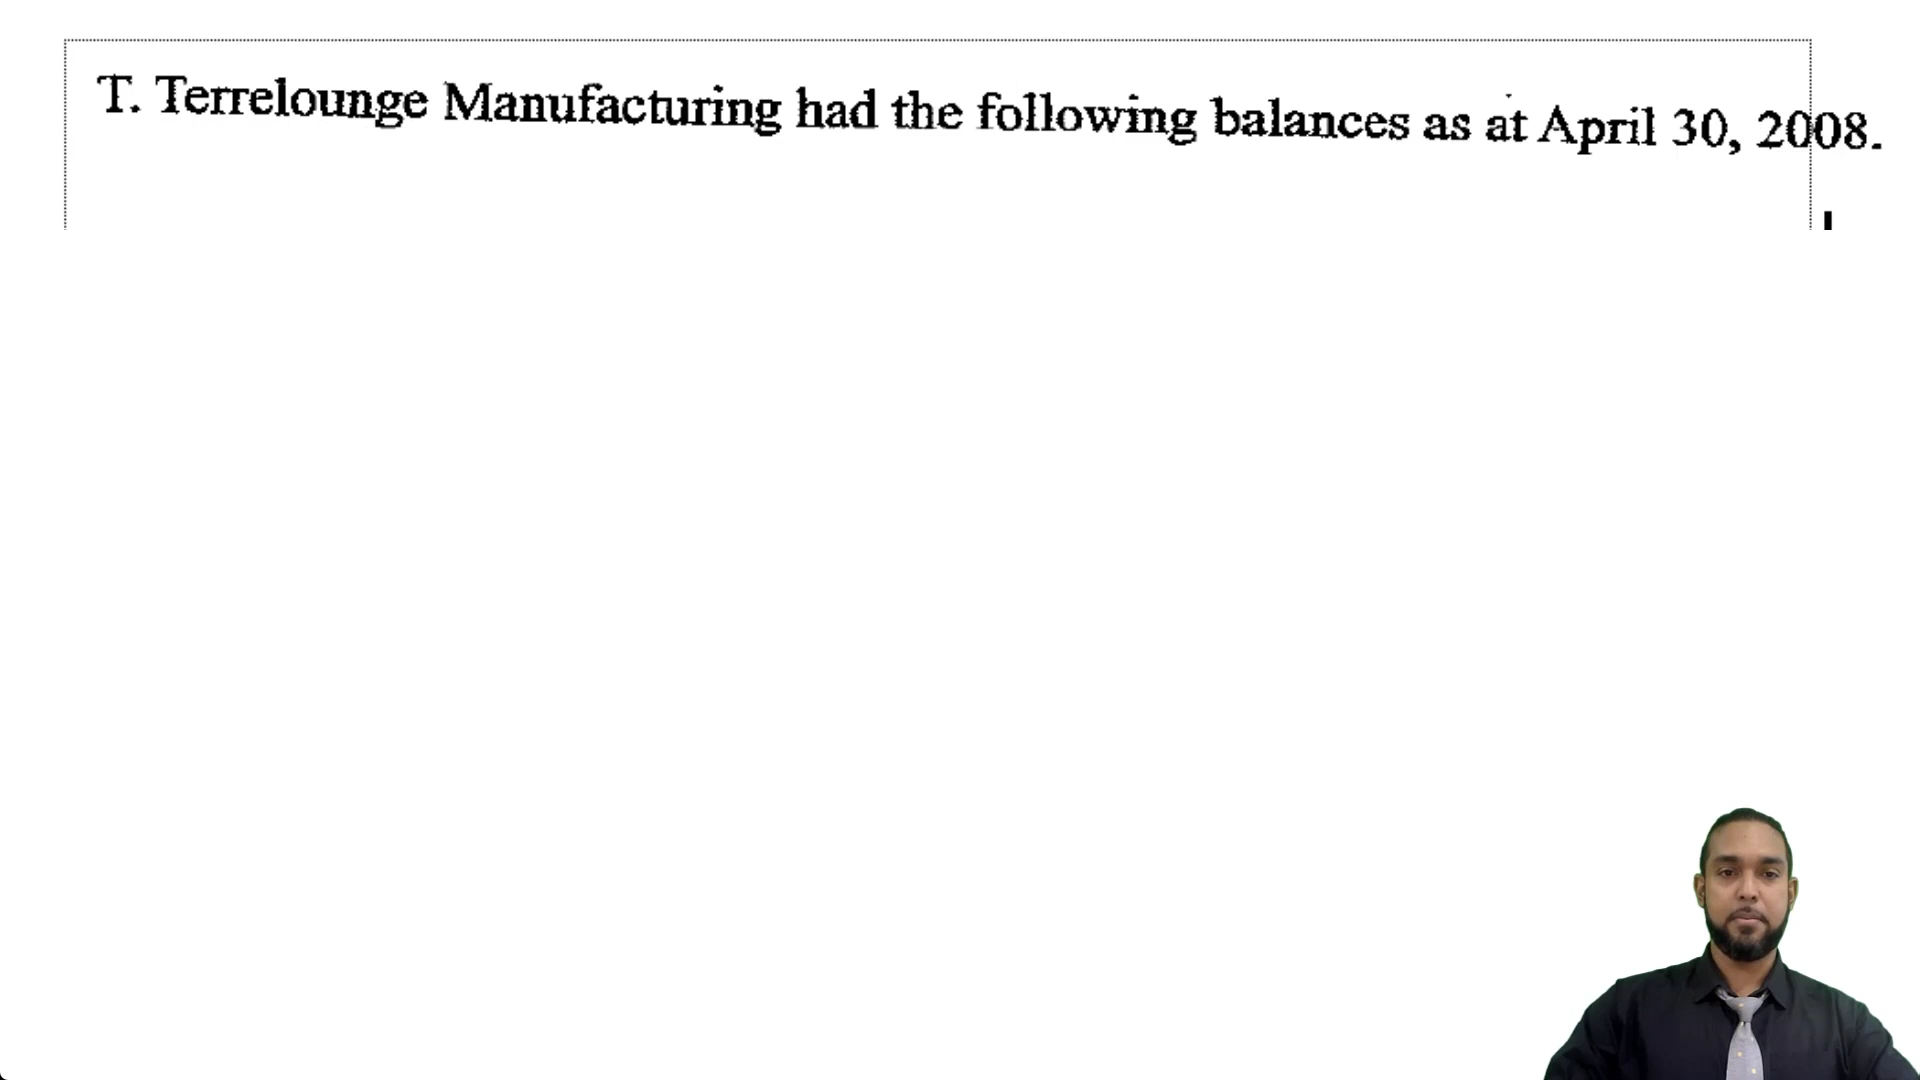 T. Terrelounge Manufacturing had the following balances as at April 30, 2008.